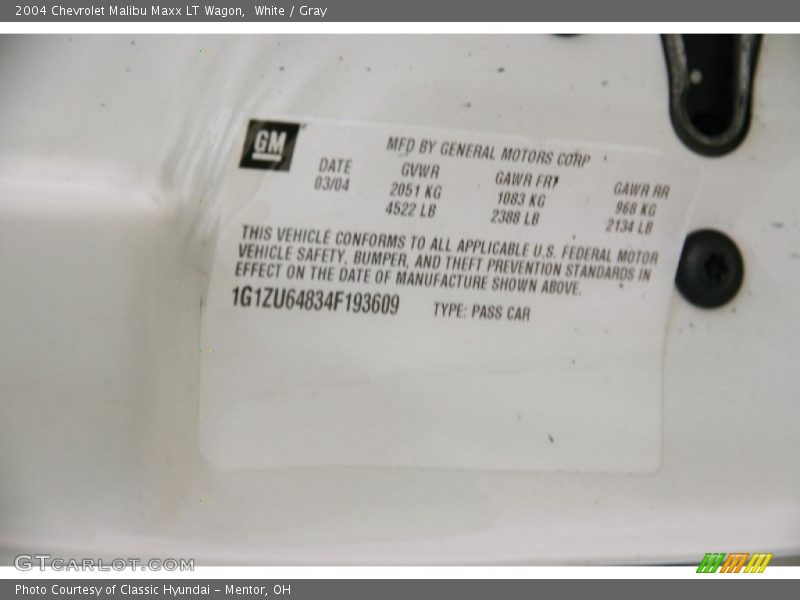 2004 Chevrolet Malibu Maxx LT Wagon, White / Gray
GM
MFD BY GENERAL MOTORS CORP
DATE GVWR GAWR FRT GAWR RR
03/04 2051 KG 1083 KG 968 KG
4522 LB 2388 LB 2134 LB
THIS VEHICLE CONFORMS TO ALL APPLICABLE U.S. FEDERAL MOTOR
VEHICLE SAFETY, BUMPER, AND THEFT PREVENTION STANDARDS IN
EFFECT ON THE DATE OF MANUFACTURE SHOWN ABOVE.
1G1ZU64834F193609 TYPE: PASS CAR
GTCARLOT.COM
Photo Courtesy of Classic Hyundai - Mentor, OH